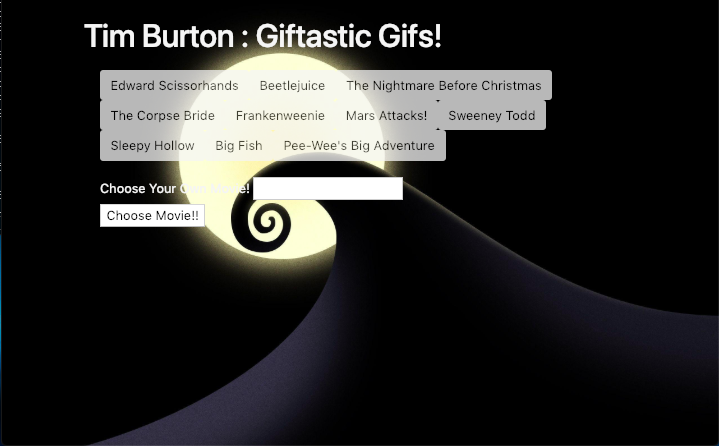 Tim Burton : Giftastic Gifs!
Edward Scissorhands Beetlejuice The Nightmare Before Christmas
The Corpse Bride Frankenweenie Mars Attacks! Sweeney Todd
Sleepy Hollow Big Fish Pee-Wee's Big Adventure
Choose Your Own Movie!
Choose Movie!!